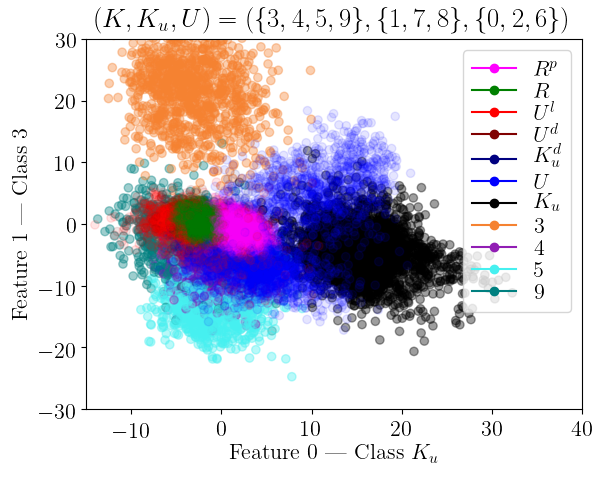 (K, K_u, U) = ({3, 4, 5, 9}, {1, 7, 8}, {0, 2, 6})
30
20
10
0
−10
−20
−30
Feature 1 — Class 3
R^p
R
U^l
U^d
K_u^d
U
K_u
3
4
5
9
−10
0
10
20
30
40
Feature 0 — Class K_u